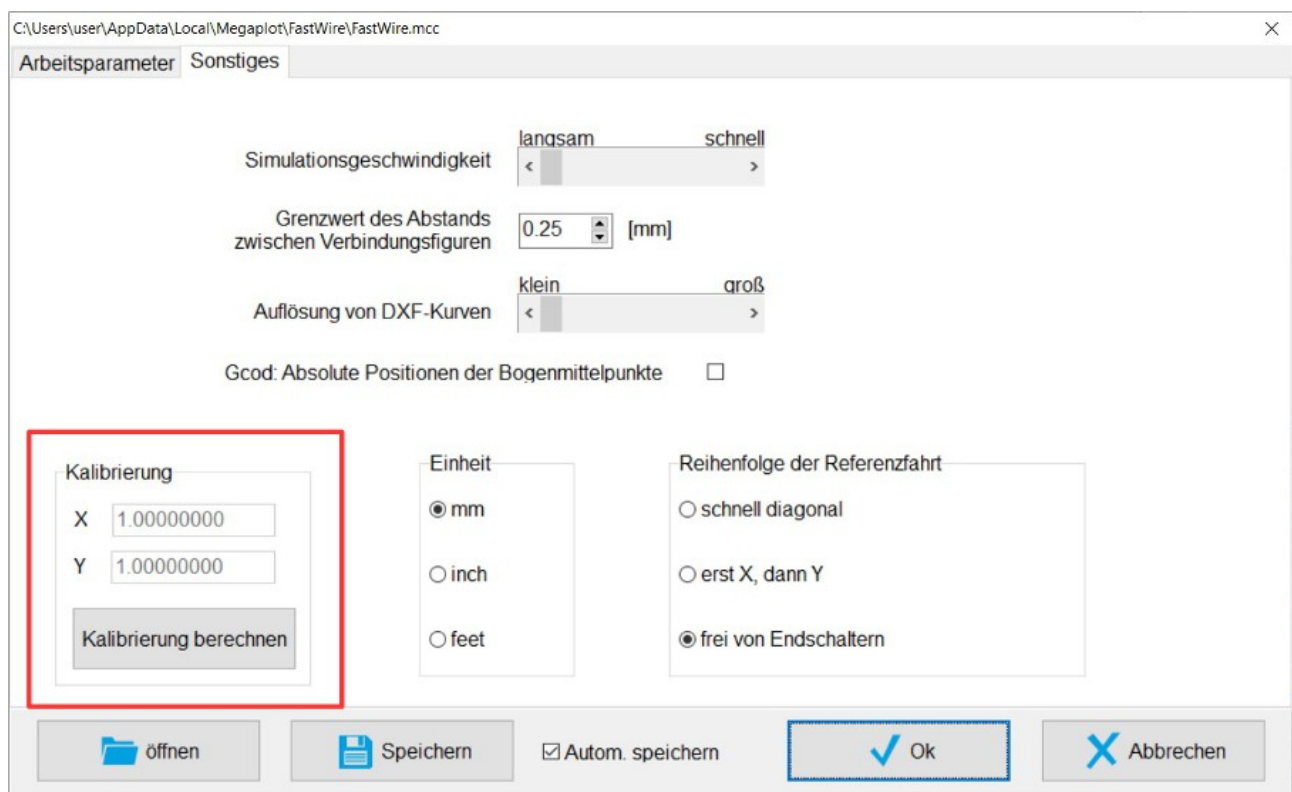 C:\Users\user\AppData\Local\Megaplot\FastWire\FastWire.mcc
Arbeitsparameter
Sonstiges
langsam
schnell
Simulationsgeschwindigkeit
Grenzwert des Abstands
zwischen Verbindungsfiguren
0.25
[mm]
klein
groß
Auflösung von DXF-Kurven
Gcod: Absolute Positionen der Bogenmittelpunkte
Kalibrierung
X
1.00000000
Y
1.00000000
Kalibrierung berechnen
Einheit
mm
inch
feet
Reihenfolge der Referenzfahrt
schnell diagonal
erst X, dann Y
frei von Endschaltern
öffnen
Speichern
Autom. speichern
Ok
Abbrechen